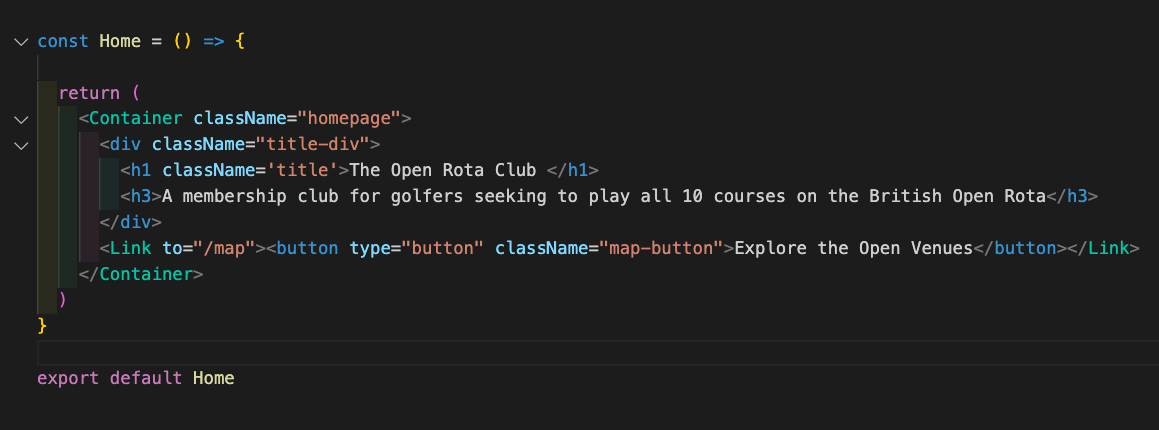 const Home = () => {
return (
<Container className="homepage">
<div className="title-div">
<h1 className='title'>The Open Rota Club </h1>
<h3>A membership club for golfers seeking to play all 10 courses on the British Open Rota</h3>
</div>
<Link to="/map"><button type="button" className="map-button">Explore the Open Venues</button></Link>
</Container>
)
}
export default Home